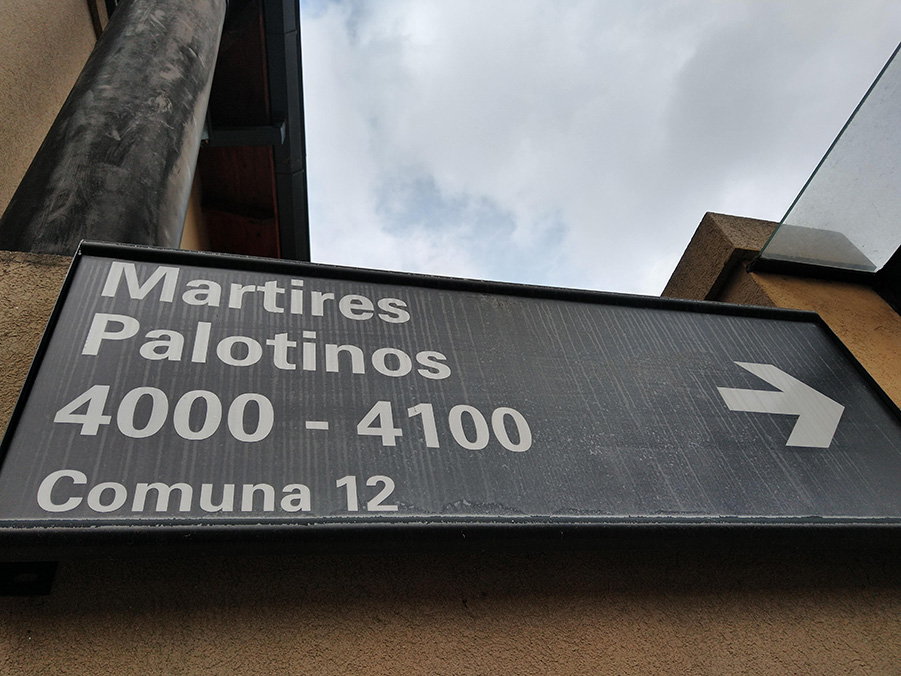 Martires
Palotinos
4000 - 4100
Comuna 12